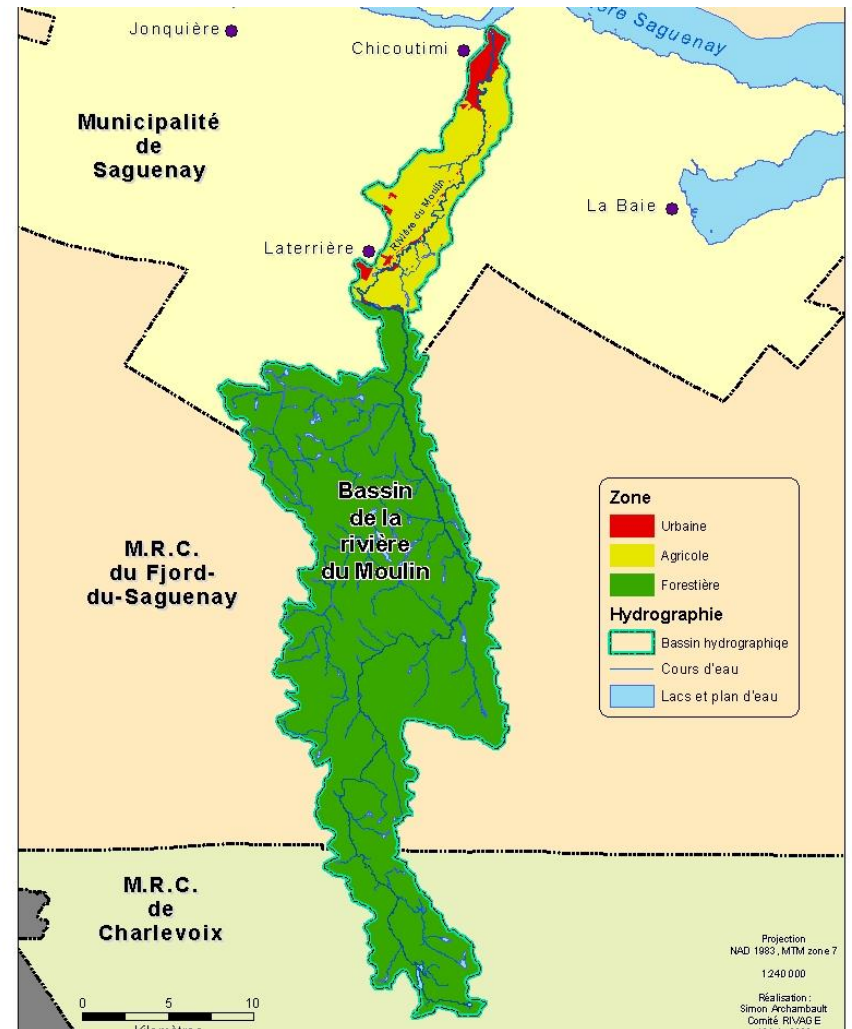 Jonquière
Chicoutimi
Saguenay
Municipalité
de
Saguenay
La Baie
Rivière du Moulin
Laterrière
Bassin
de la
rivière
du Moulin
M.R.C.
du Fjord-
du-Saguenay
Zone
Urbaine
Agricole
Forestière
Hydrographie
Bassin hydrographiqe
Cours d'eau
Lacs et plan d'eau
M.R.C.
de
Charlevoix
Projection
NAD 1983, MTM zone 7
1:240 000
Réalisation:
Simon Archambault
Comité RIVAGE
0 5 10